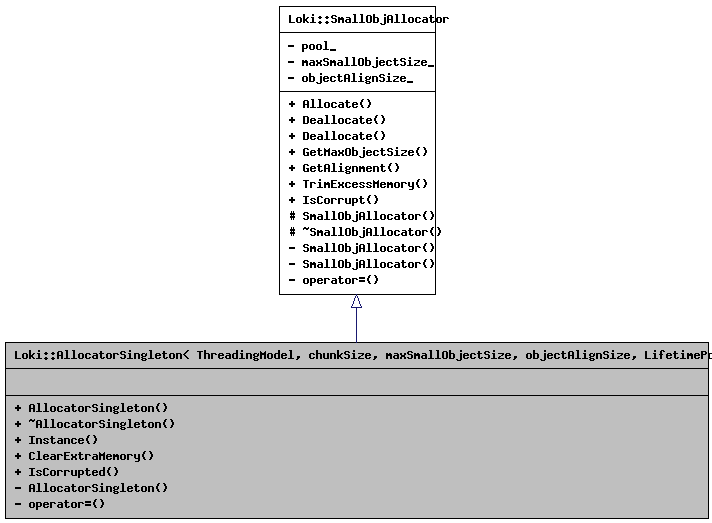 Loki::SmallObjAllocator
- pool_
- maxSmallObjectSize_
- objectAlignSize_
+ Allocate()
+ Deallocate()
+ Deallocate()
+ GetMaxObjectSize()
+ GetAlignment()
+ TrimExcessMemory()
+ IsCorrupt()
# SmallObjAllocator()
# ~SmallObjAllocator()
- SmallObjAllocator()
- SmallObjAllocator()
- operator=()
Loki::AllocatorSingleton< ThreadingModel, chunkSize, maxSmallObjectSize, objectAlignSize,
+ AllocatorSingleton()
+ ~AllocatorSingleton()
+ Instance()
+ ClearExtraMemory()
+ IsCorrupted()
- AllocatorSingleton()
- operator=()